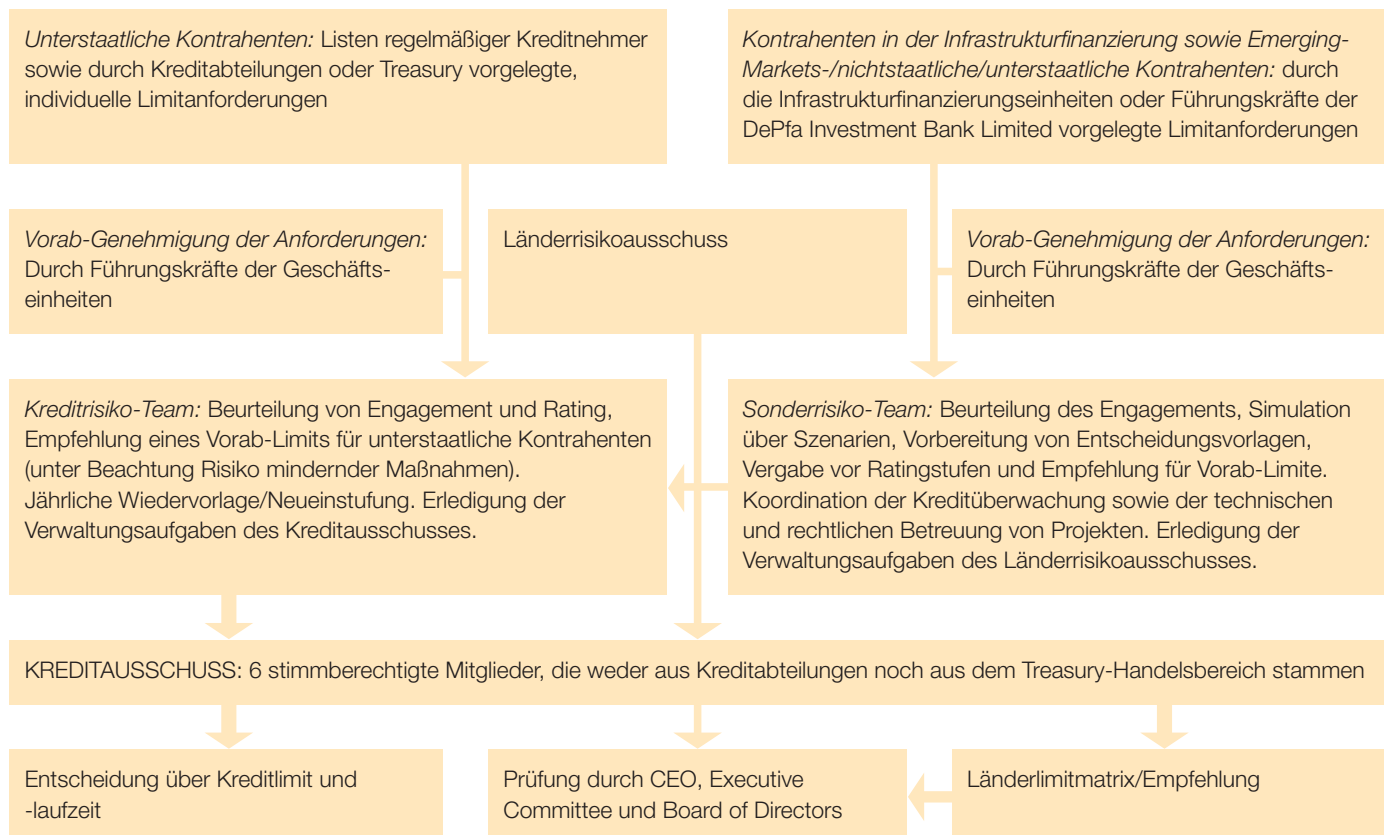 Unterstaatliche Kontrahenten: Listen regelmäßiger Kreditnehmer
sowie durch Kreditabteilungen oder Treasury vorgelegte,
individuelle Limitanforderungen
Kontrahenten in der Infrastrukturfinanzierung sowie Emerging-
Markets-/nichtstaatliche/unterstaatliche Kontrahenten: durch
die Infrastrukturfinanzierungseinheiten oder Führungskräfte der
DePfa Investment Bank Limited vorgelegte Limitanforderungen
Vorab-Genehmigung der Anforderungen:
Durch Führungskräfte der Geschäfts-
einheiten
Länderrisikoausschuss
Vorab-Genehmigung der Anforderungen:
Durch Führungskräfte der Geschäfts-
einheiten
Kreditrisiko-Team: Beurteilung von Engagement und Rating,
Empfehlung eines Vorab-Limits für unterstaatliche Kontrahenten
(unter Beachtung Risiko mindernder Maßnahmen).
Jährliche Wiedervorlage/Neueinstufung. Erledigung der
Verwaltungsaufgaben des Kreditausschusses.
Sonderrisiko-Team: Beurteilung des Engagements, Simulation
über Szenarien, Vorbereitung von Entscheidungsvorlagen,
Vergabe vor Ratingstufen und Empfehlung für Vorab-Limite.
Koordination der Kreditüberwachung sowie der technischen
und rechtlichen Betreuung von Projekten. Erledigung der
Verwaltungsaufgaben des Länderrisikoausschusses.
KREDITAUSSCHUSS: 6 stimmberechtigte Mitglieder, die weder aus Kreditabteilungen noch aus dem Treasury-Handelsbereich stammen
Entscheidung über Kreditlimit und
-laufzeit
Prüfung durch CEO, Executive
Committee und Board of Directors
Länderlimitmatrix/Empfehlung